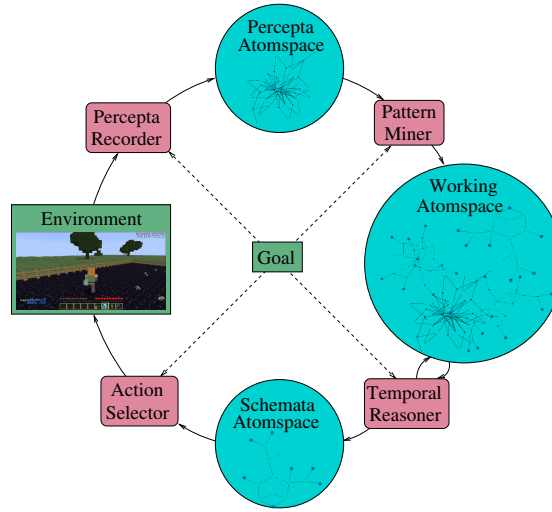 Percepta
Atomspace
Percepta
Recorder
Pattern
Miner
Environment
Working
Atomspace
Goal
Action
Selector
Schemata
Atomspace
Temporal
Reasoner